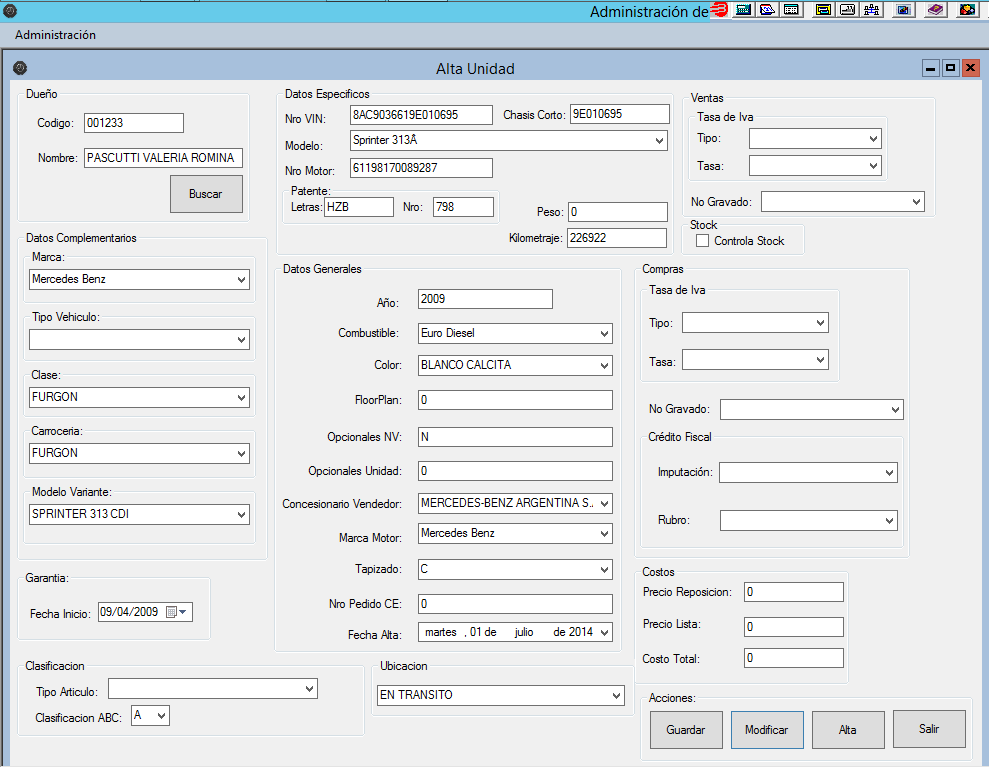 Administración de
Administración
Alta Unidad
Dueño
Codigo: 001233
Nombre: PASCUTTI VALERIA ROMINA
Buscar
Datos Especificos
Nro VIN: 8AC9036619E010695 Chasis Corto: 9E010695
Modelo: Sprinter 313Â
Nro Motor: 61198170089287
Patente:
Letras: HZB Nro: 798
Peso: 0
Kilometraje: 226922
Ventas
Tasa de Iva
Tipo:
Tasa:
No Gravado:
Stock
Controla Stock
Datos Complementarios
Marca:
Mercedes Benz
Tipo Vehiculo:
Clase:
FURGON
Carroceria:
FURGON
Modelo Variante:
SPRINTER 313 CDI
Datos Generales
Año: 2009
Combustible: Euro Diesel
Color: BLANCO CALCITA
FloorPlan: 0
Opcionales NV: N
Opcionales Unidad: 0
Concesionario Vendedor: MERCEDES-BENZ ARGENTINA S..
Marca Motor: Mercedes Benz
Tapizado: C
Nro Pedido CE: 0
Fecha Alta: martes , 01 de julio de 2014
Compras
Tasa de Iva
Tipo:
Tasa:
No Gravado:
Crédito Fiscal
Imputación:
Rubro:
Garantia:
Fecha Inicio: 09/04/2009
Costos
Precio Reposicion: 0
Precio Lista: 0
Costo Total: 0
Clasificacion
Tipo Articulo:
Clasificacion ABC: A
Ubicacion
EN TRANSITO
Acciones:
Guardar Modificar Alta Salir